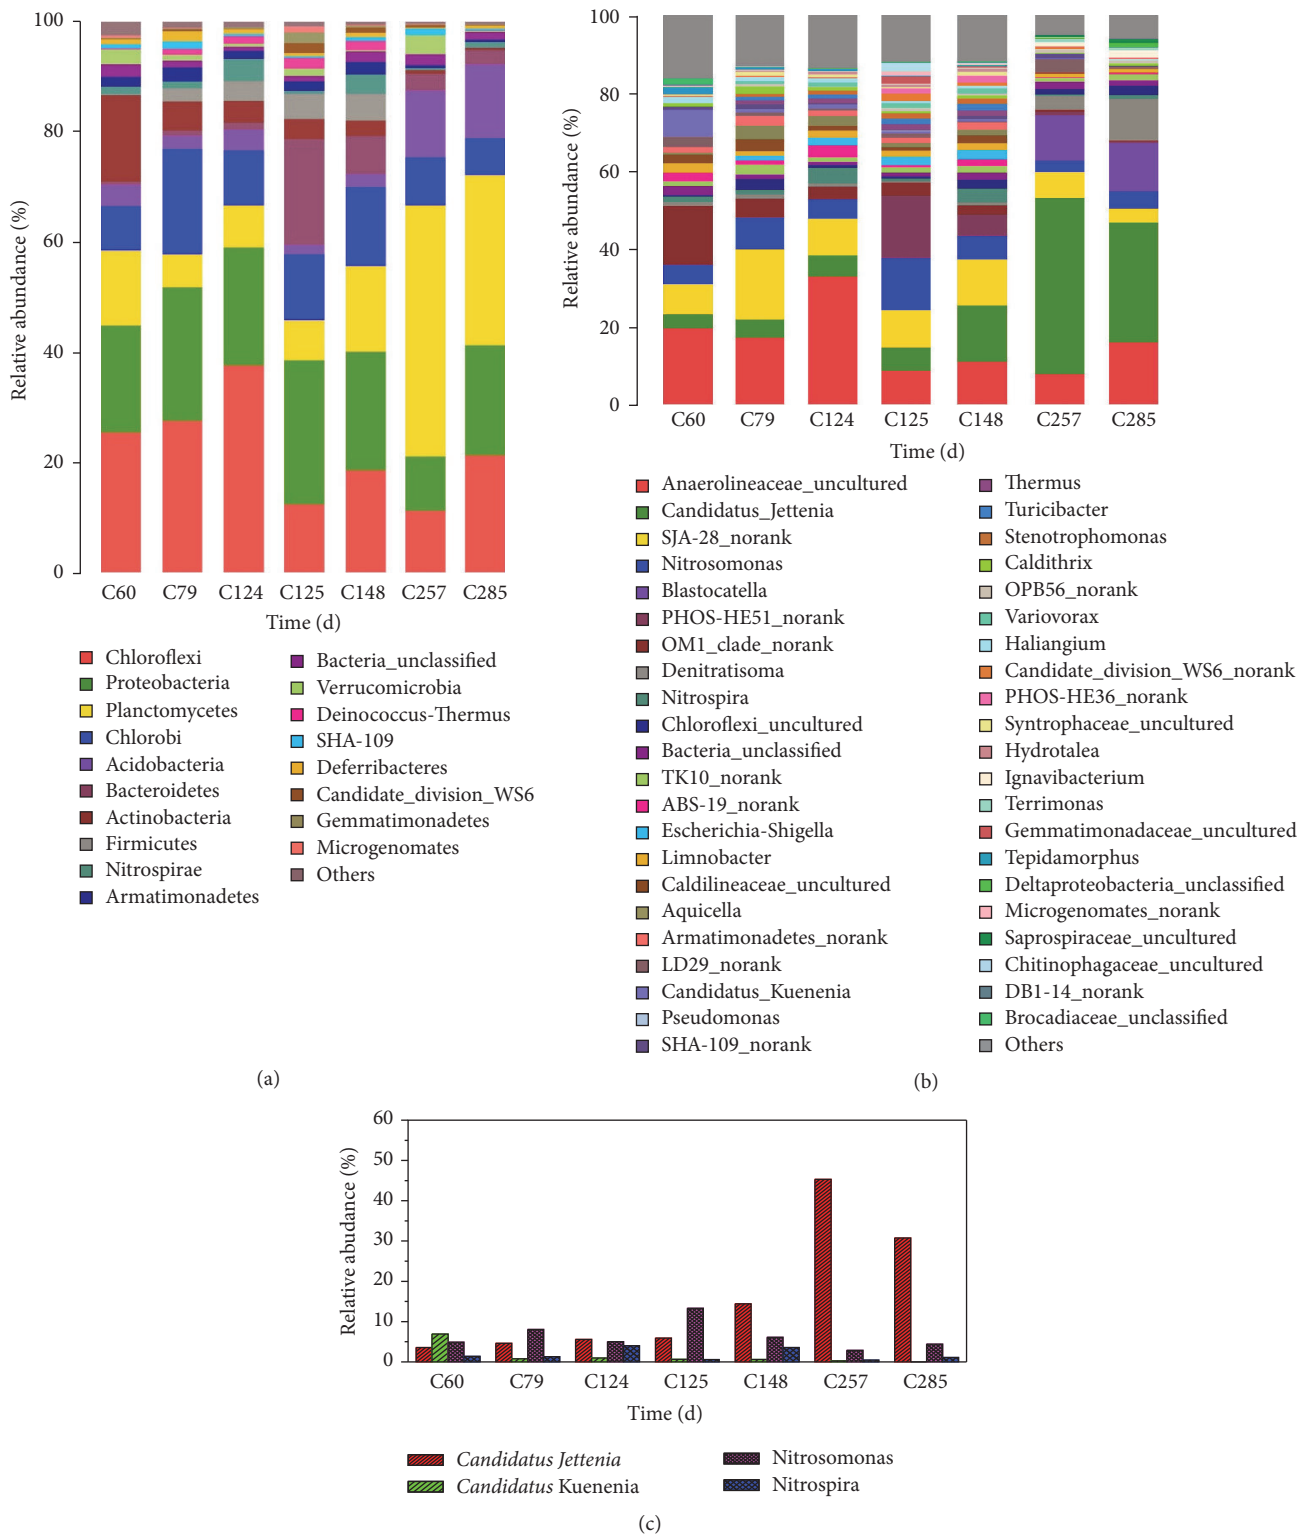 100
80
60
40
20
0
Relative abundance (%)
C60 C79 C124 C125 C148 C257 C285
Time (d)
Chloroflexi
Proteobacteria
Planctomycetes
Chlorobi
Acidobacteria
Bacteroidetes
Actinobacteria
Firmicutes
Nitrospirae
Armatimonadetes
Bacteria_unclassified
Verrucomicrobia
Deinococcus-Thermus
SHA-109
Deferribacteres
Candidate_division_WS6
Gemmatimonadetes
Microgenomates
Others
(a)
100
80
60
40
20
0
Relative abundance (%)
C60 C79 C124 C125 C148 C257 C285
Time (d)
Anaerolineaceae_uncultured
Candidatus_Jettenia
SJA-28_norank
Nitrosomonas
Blastocatella
PHOS-HE51_norank
OM1_clade_norank
Denitratisoma
Nitrospira
Chloroflexi_uncultured
Bacteria_unclassified
TK10_norank
ABS-19_norank
Escherichia-Shigella
Limnobacter
Caldilineaceae_uncultured
Aquicella
Armatimonadetes_norank
LD29_norank
Candidatus_Kuenenia
Pseudomonas
SHA-109_norank
Thermus
Turicibacter
Stenotrophomonas
Caldithrix
OPB56_norank
Variovorax
Haliangium
Candidate_division_WS6_norank
PHOS-HE36_norank
Syntrophaceae_uncultured
Hydrotalea
Ignavibacterium
Terrimonas
Gemmatimonadaceae_uncultured
Tepidamorphus
Deltaproteobacteria_unclassified
Microgenomates_norank
Saprospiraceae_uncultured
Chitinophagaceae_uncultured
DB1-14_norank
Brocadiaceae_unclassified
Others
(b)
60
50
40
30
20
10
0
Relative abudance (%)
C60 C79 C124 C125 C148 C257 C285
Time (d)
Candidatus Jettenia
Candidatus Kuenenia
Nitrosomonas
Nitrospira
(c)